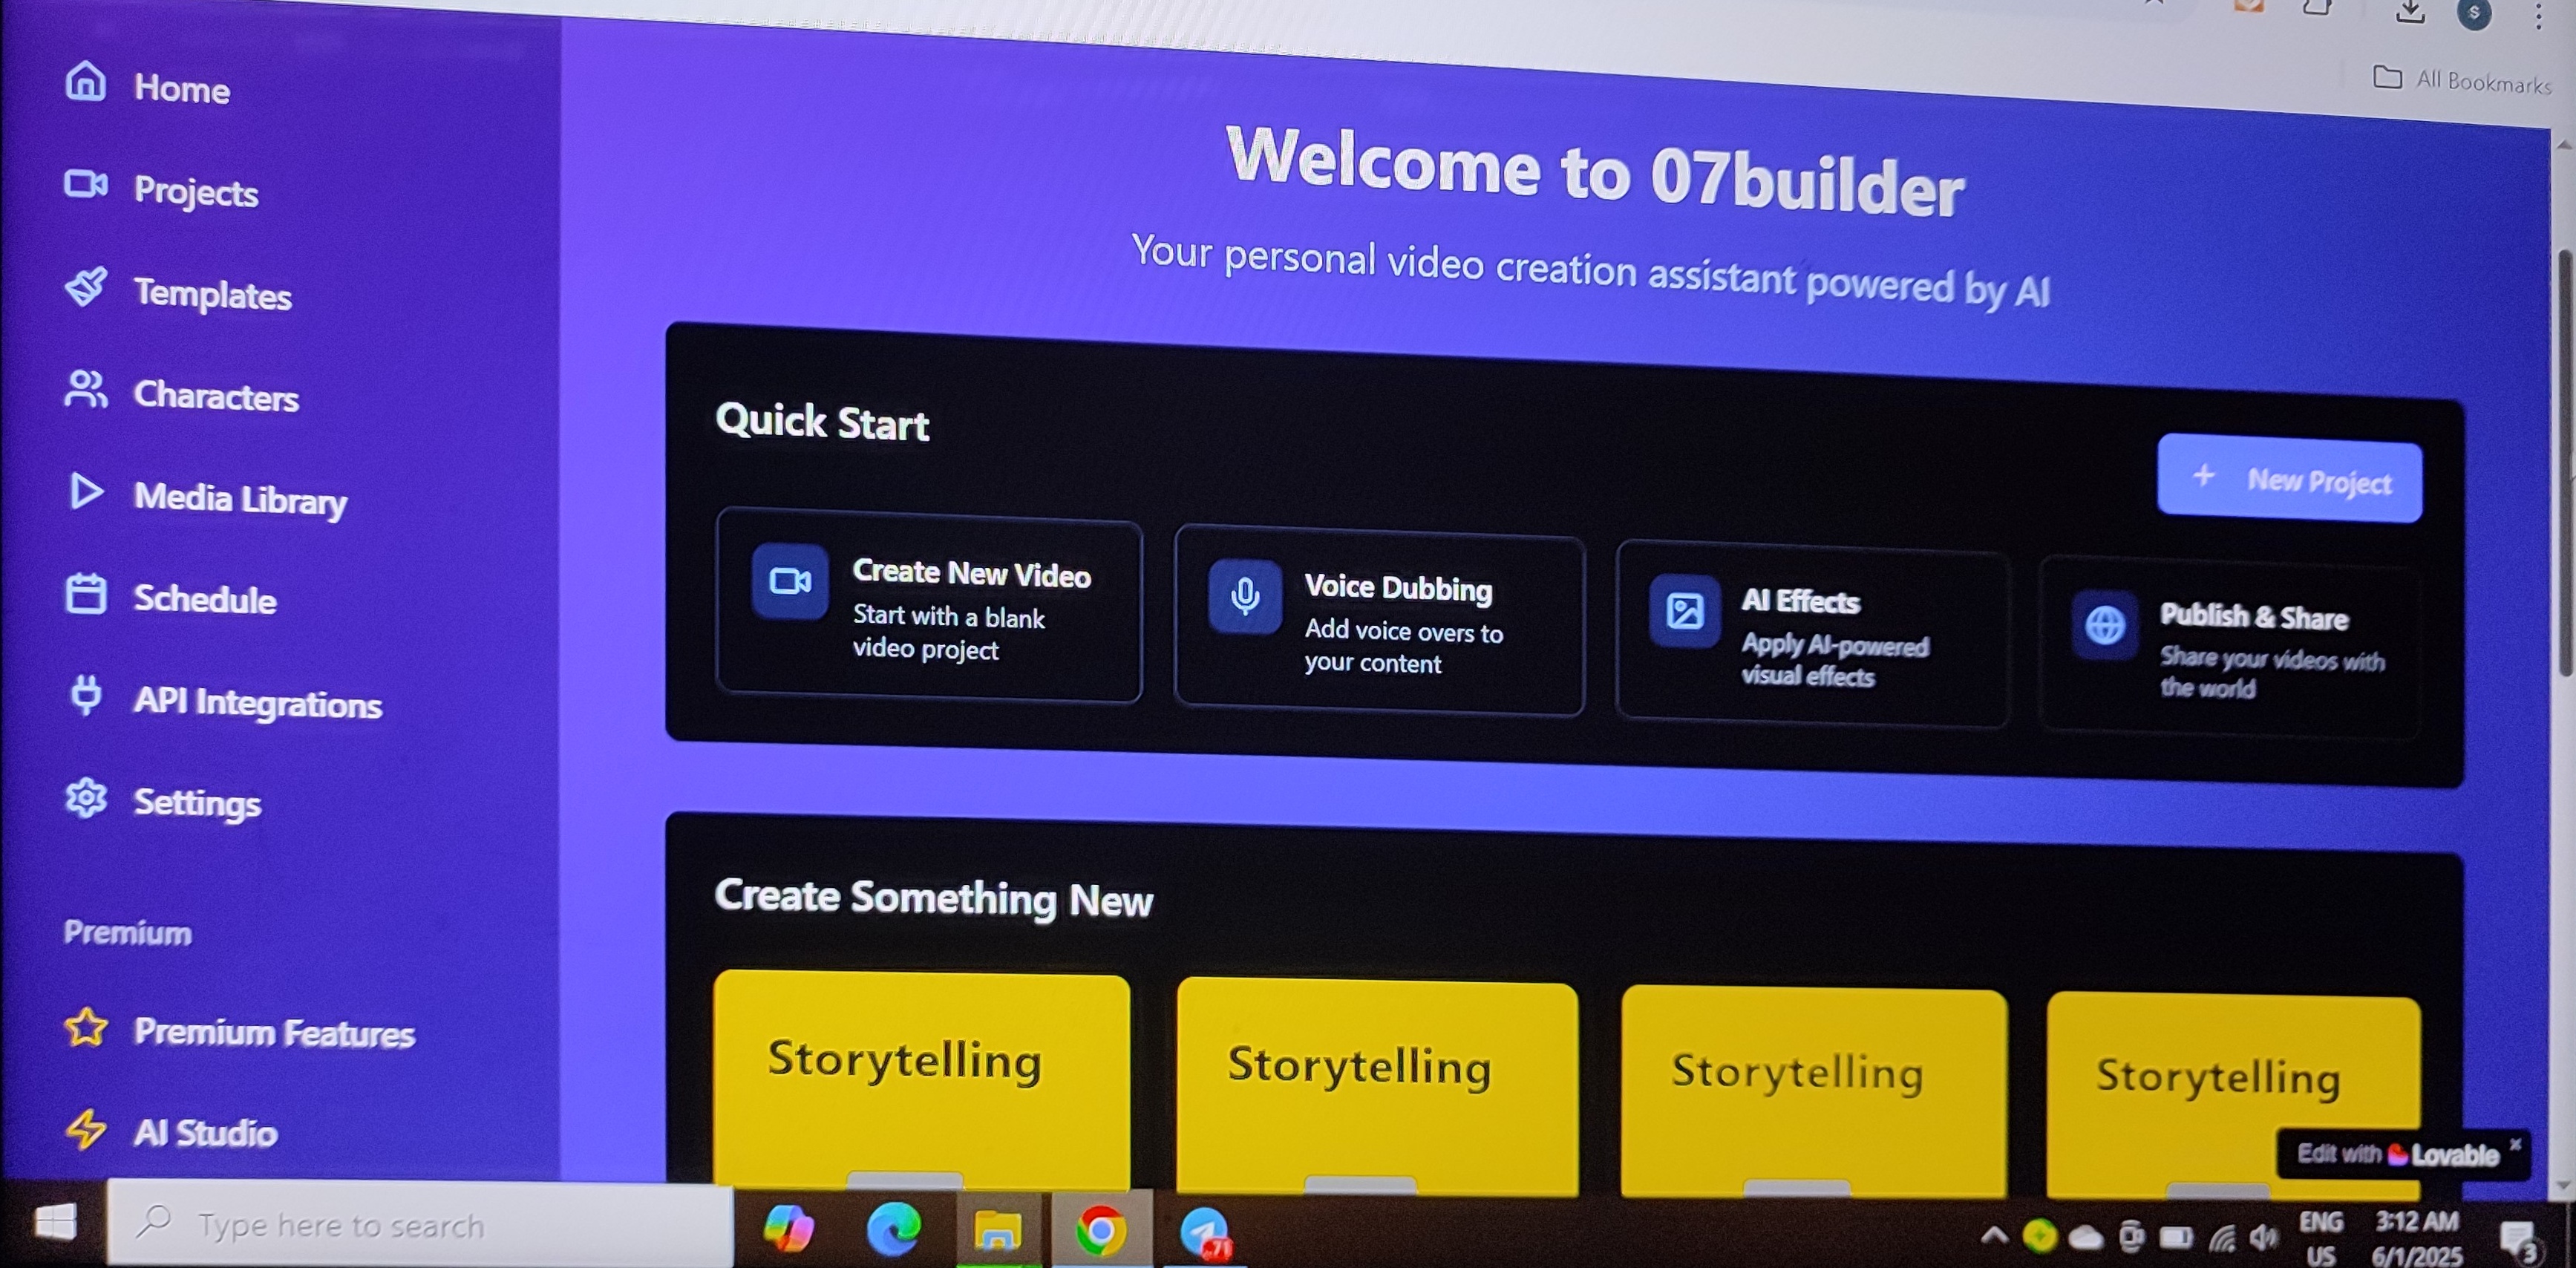 All Bookmarks
Home
Projects
Templates
Characters
Media Library
Schedule
API Integrations
Settings
Premium
Premium Features
AI Studio
Welcome to 07builder
Your personal video creation assistant powered by AI
Quick Start
+ New Project
Create New Video
Start with a blank
video project
Voice Dubbing
Add voice overs to
your content
AI Effects
Apply AI-powered
visual effects
Publish & Share
Share your videos with
the world
Create Something New
Storytelling
Storytelling
Storytelling
Storytelling
Edit with Lovable
Type here to search
71
ENG
US
3:12 AM
6/1/2025
3
S